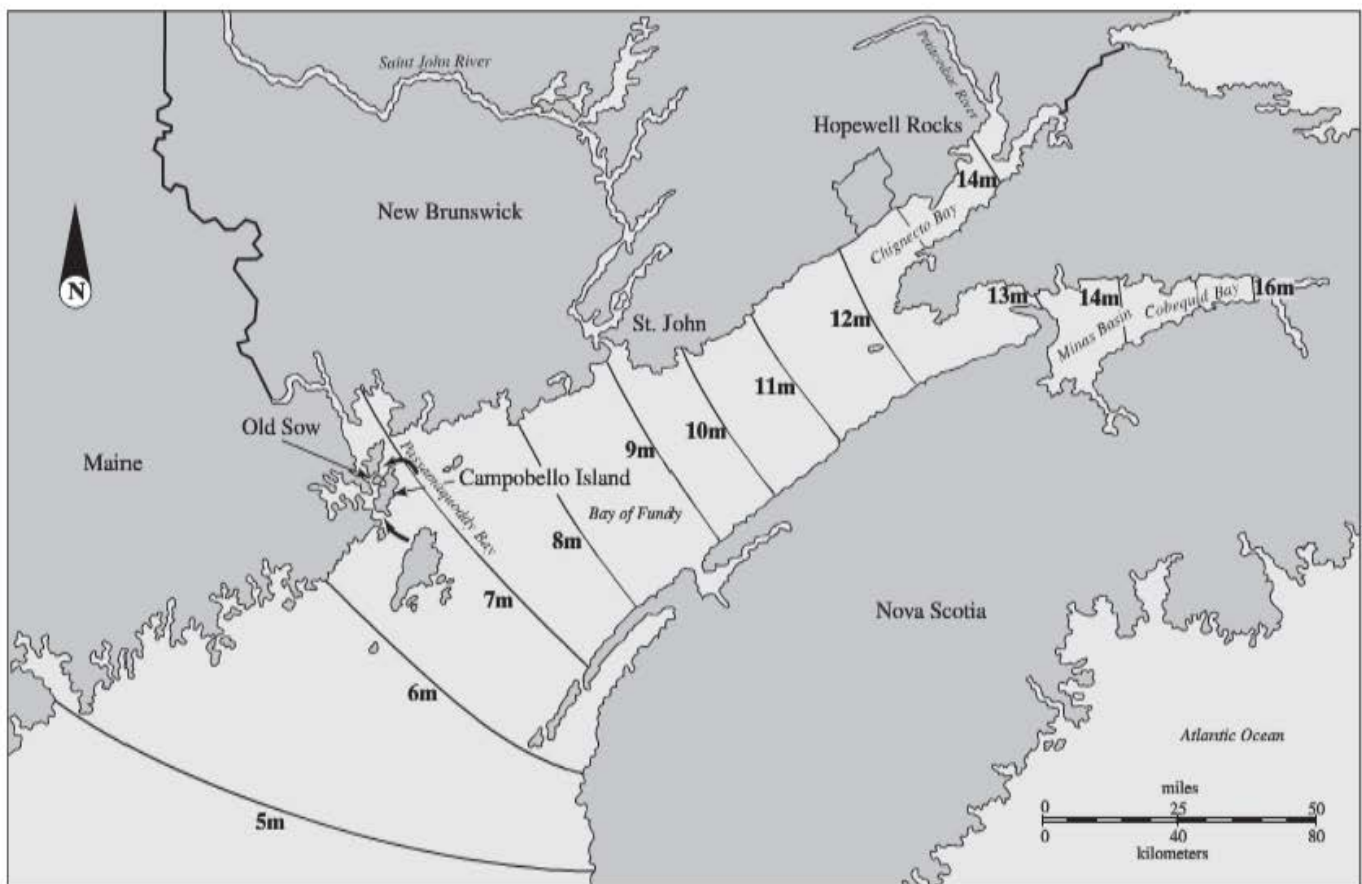 Saint John River
Petitcodiac River
Hopewell Rocks
14m
New Brunswick
Chignecto Bay
N
13m
14m
Cobequid Bay
16m
12m
St. John
Minas Basin
11m
Old Sow
10m
9m
Maine
Passamaquoddy Bay
Campobello Island
Bay of Fundy
8m
7m
Nova Scotia
6m
Atlantic Ocean
5m
miles
0 25 50
0 40 80
kilometers